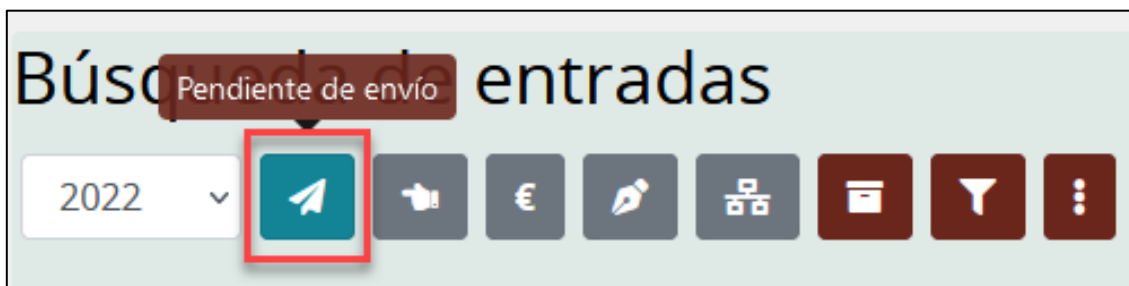 Búsqueda de entradas
Pendiente de envío
2022
€